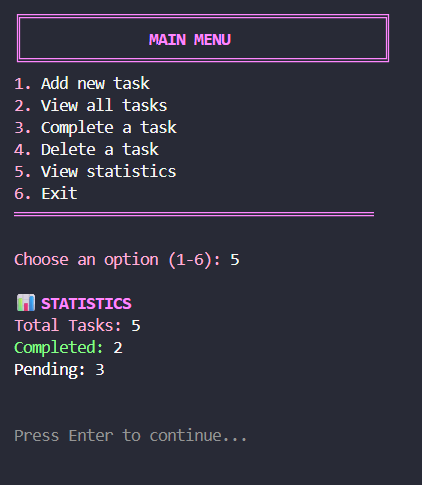 MAIN MENU
1. Add new task
2. View all tasks
3. Complete a task
4. Delete a task
5. View statistics
6. Exit
Choose an option (1-6): 5
📊 STATISTICS
Total Tasks: 5
Completed: 2
Pending: 3
Press Enter to continue...